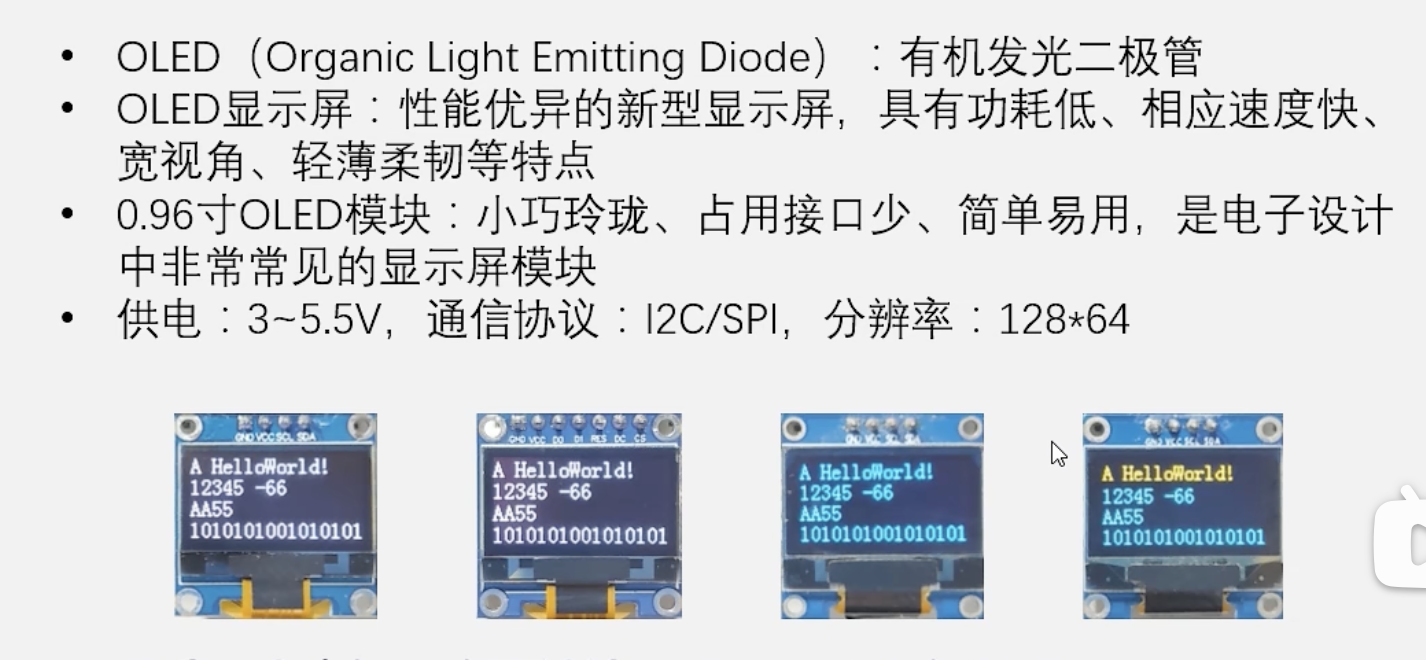 • OLED（Organic Light Emitting Diode）：有机发光二极管
• OLED显示屏：性能优异的新型显示屏，具有功耗低、相应速度快、
宽视角、轻薄柔韧等特点
• 0.96寸OLED模块：小巧玲珑、占用接口少、简单易用，是电子设计
中非常常见的显示屏模块
• 供电：3~5.5V，通信协议：I2C/SPI，分辨率：128*64
GND VCC SCL SDA
A HelloWorld!
12345 -66
AA55
1010101001010101
GND VCC D0 D1 RES DC CS
A HelloWorld!
12345 -66
AA55
1010101001010101
GND VCC SCL SDA
A HelloWorld!
12345 -66
AA55
1010101001010101
GND VCC SCL SDA
A HelloWorld!
12345 -66
AA55
1010101001010101